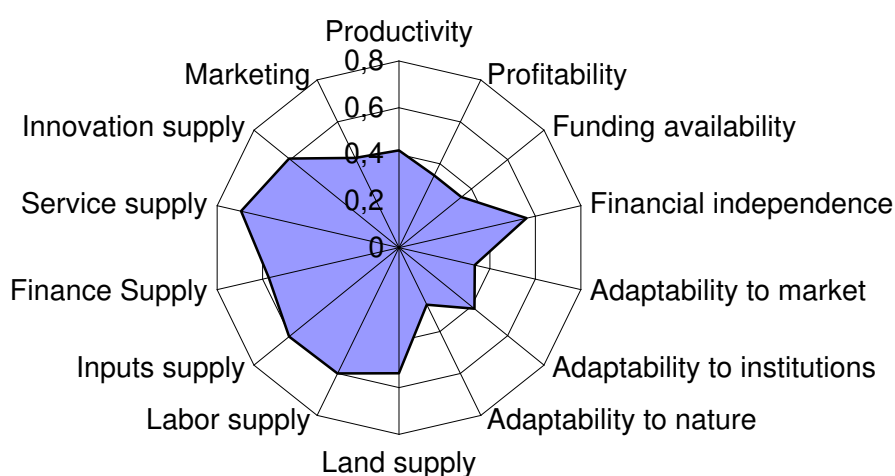 Productivity
0,8
Marketing
Profitability
0,6
Innovation supply
Funding availability
0,4
Service supply
0,2
Financial independence
0
Finance Supply
Adaptability to market
Inputs supply
Adaptability to institutions
Labor supply
Adaptability to nature
Land supply